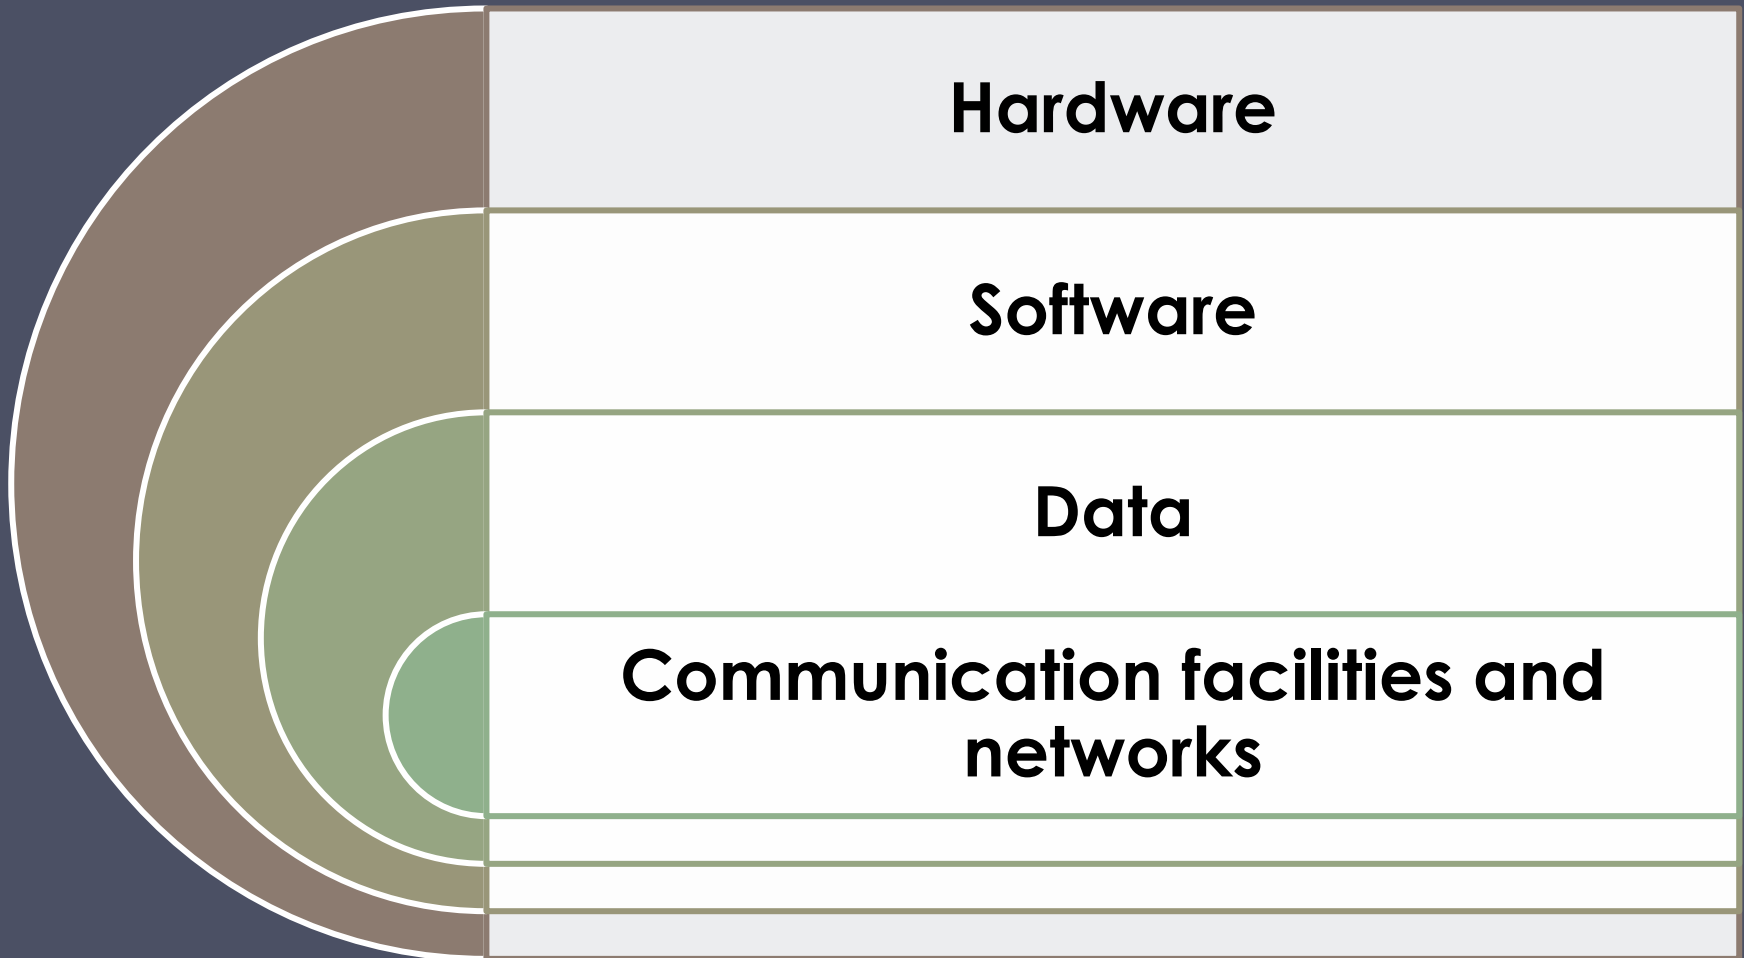 Hardware
Software
Data
Communication facilities and
networks